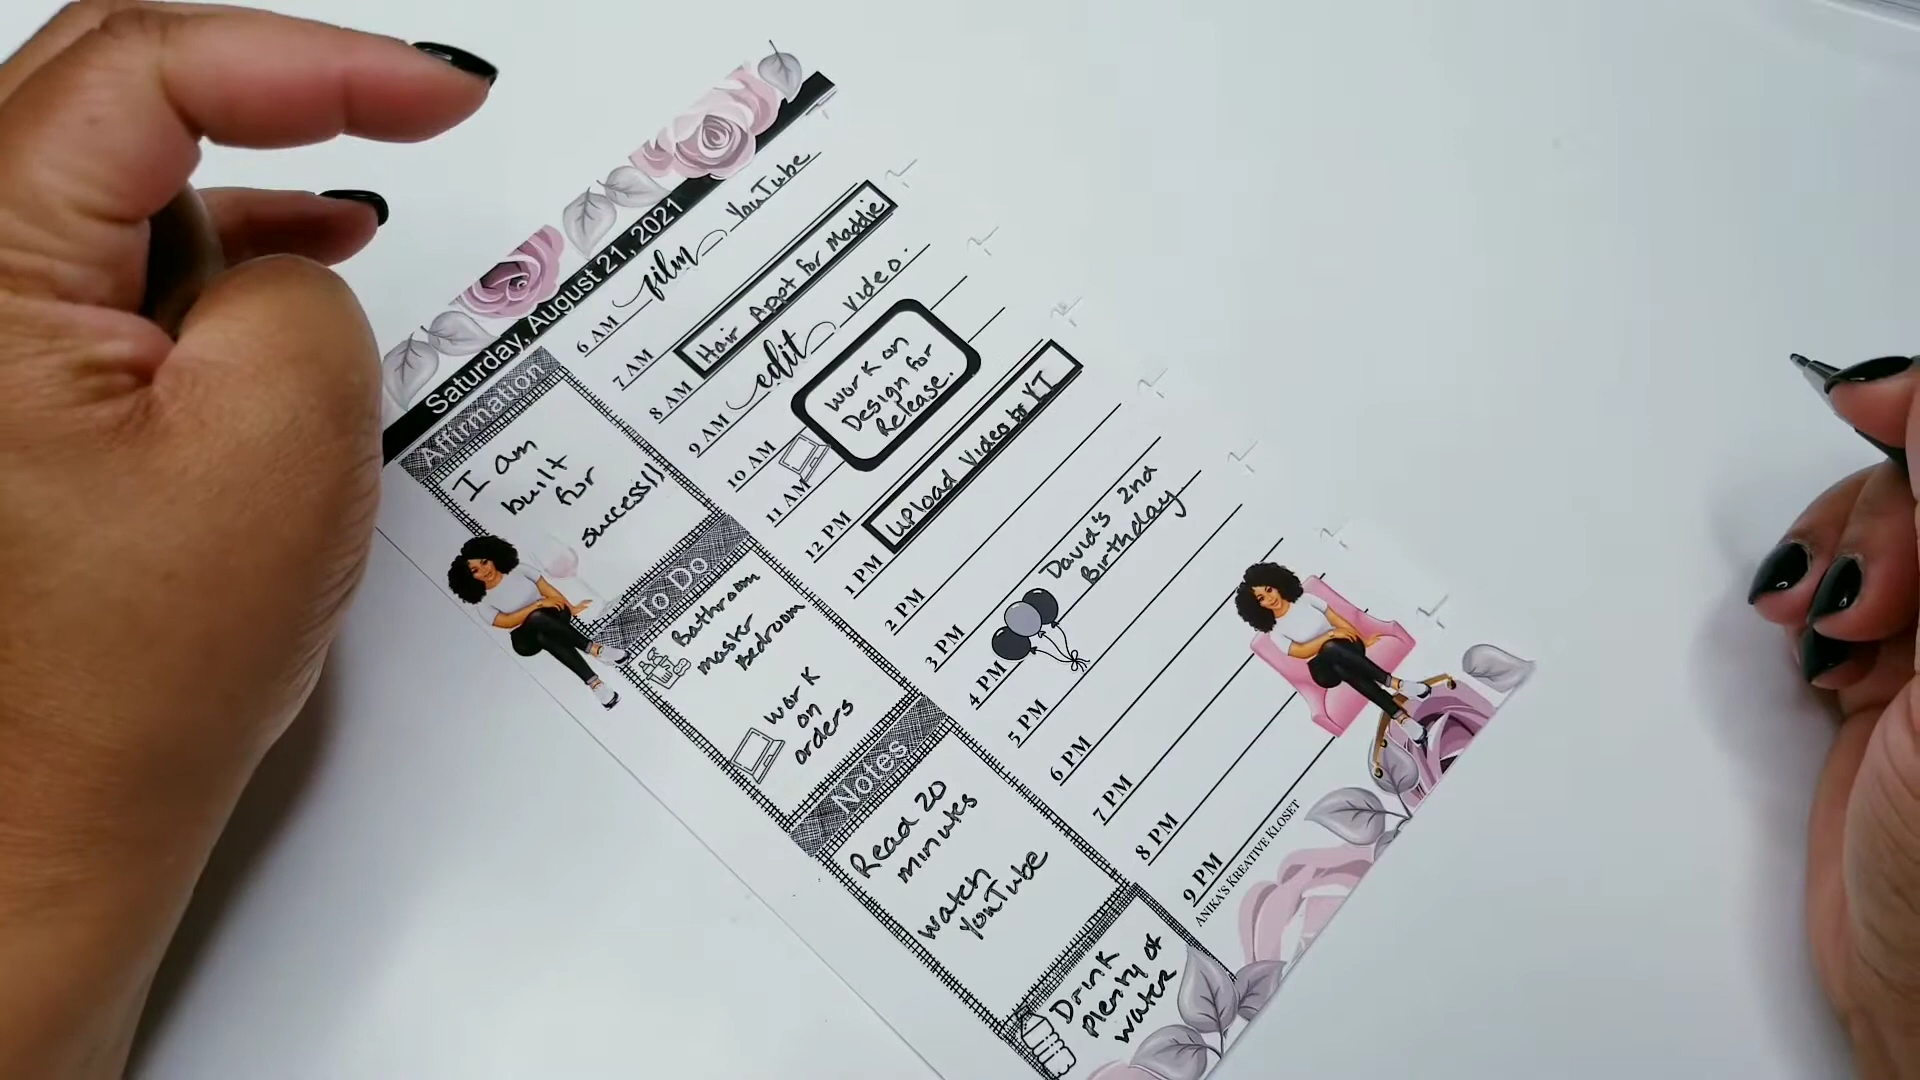 Saturday, August 21, 2021
Affirmation
I am
built
for
success!!
To Do
Bathroom
master
Bedroom
work
on
orders
Notes
Read 20
minutes
watch
YouTube
Drink
plenty of
water
6 AM film YouTube
7 AM
Hair Appt for Maddie
8 AM
9 AM edit video.
10 AM
work on
Design for
Release.
11 AM
12 PM
Upload Video to YT
1 PM
2 PM
3 PM
David's 2nd
Birthday
4 PM
5 PM
6 PM
7 PM
8 PM
9 PM
ANIKA'S KREATIVE KLOSET